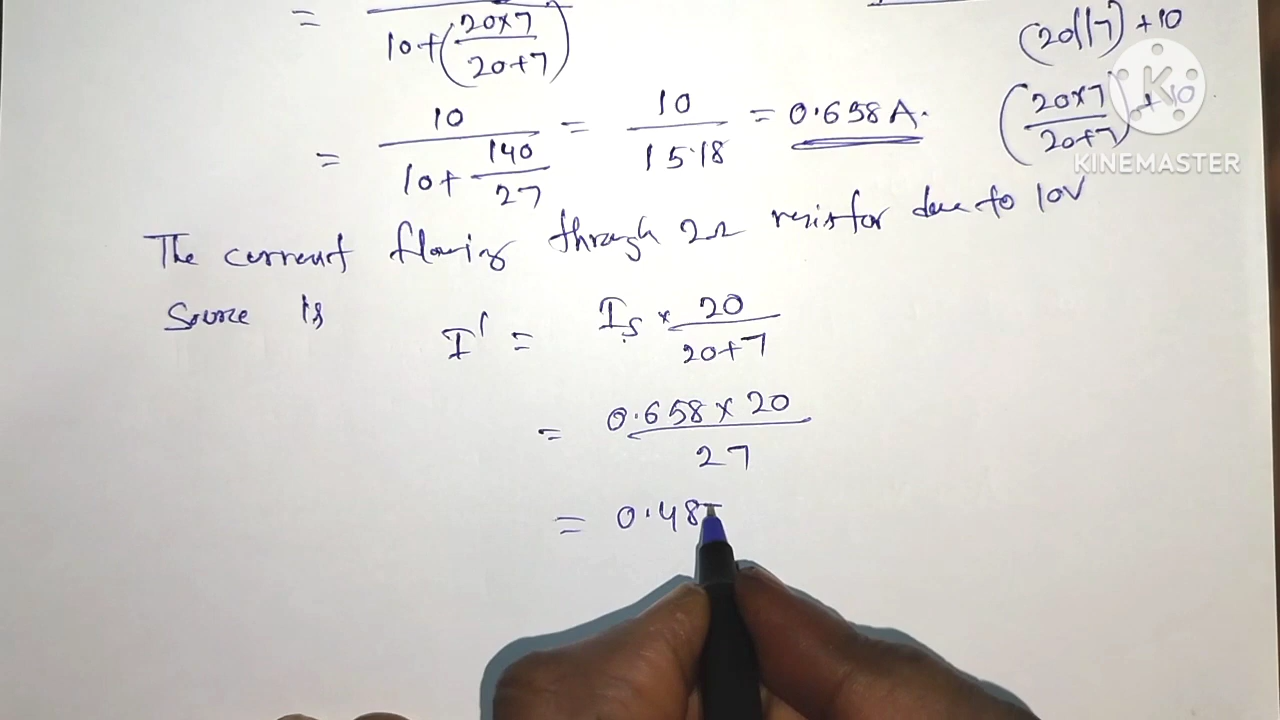 = 10+(20×7/20+7)
(20||7)+10
= 10/10+140/27 = 10/15.18 = 0.658A.
(20×7/20+7)+10
KINEMASTER
The current flowing through 2Ω resistor due to 10V
Source is
I' = Is × 20/20+7
= 0.658×20/27
= 0.48